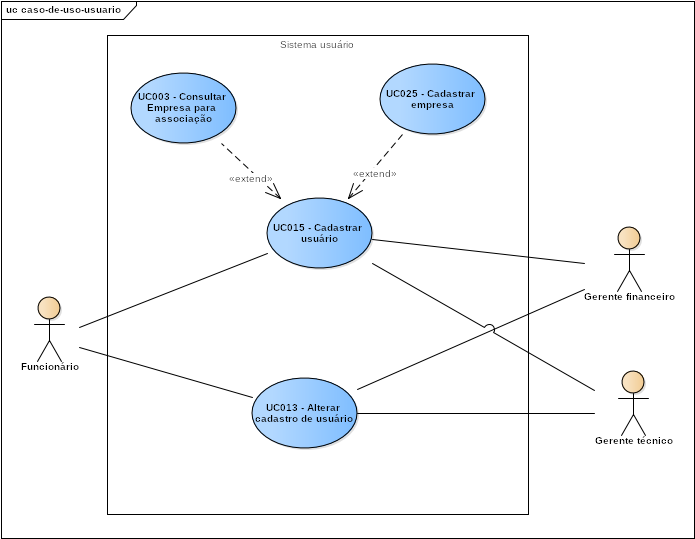 uc caso-de-uso-usuario
Sistema usuário
UC003 - Consultar
Empresa para
associação
UC025 - Cadastrar
empresa
«extend»
«extend»
UC015 - Cadastrar
usuário
Gerente financeiro
Funcionário
UC013 - Alterar
cadastro de usuário
Gerente técnico